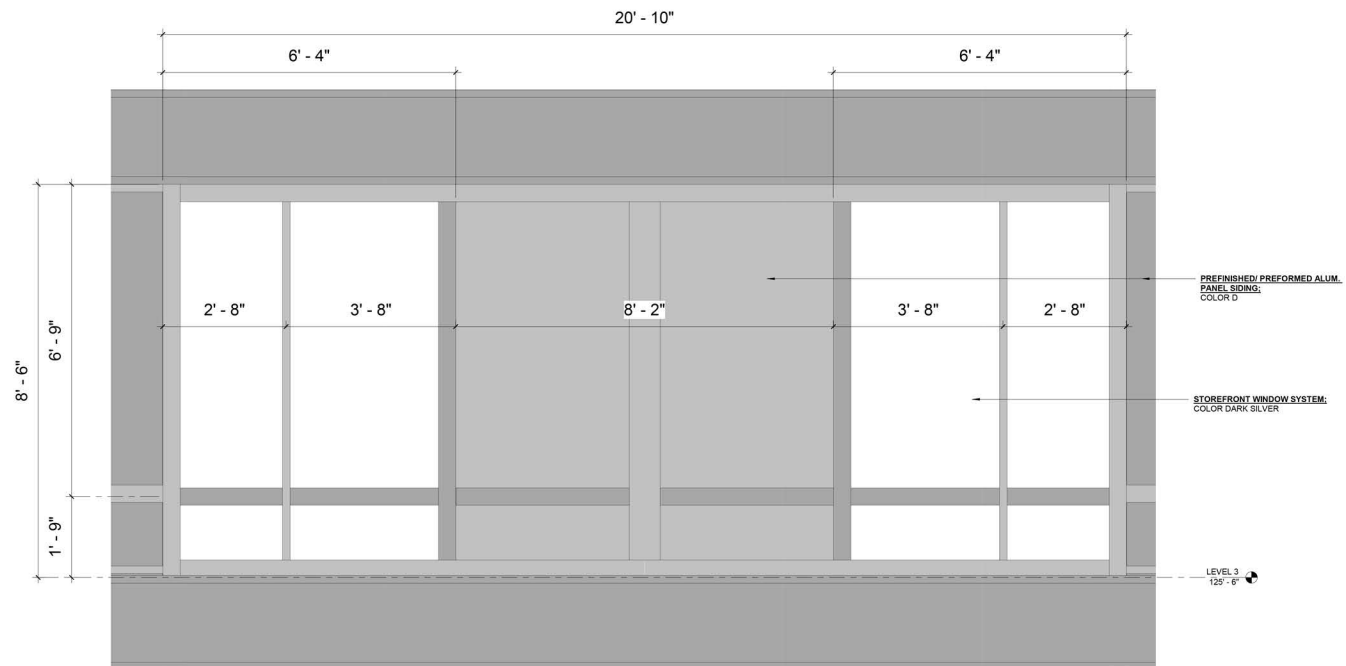 20' - 10"
6' - 4"
6' - 4"
PREFINISHED/ PREFORMED ALUM.
PANEL SIDING;
COLOR D
2' - 8"
3' - 8"
8' - 2"
3' - 8"
2' - 8"
6' - 9"
8' - 6"
STOREFRONT WINDOW SYSTEM;
COLOR DARK SILVER
1' - 9"
LEVEL 3
125' - 6"